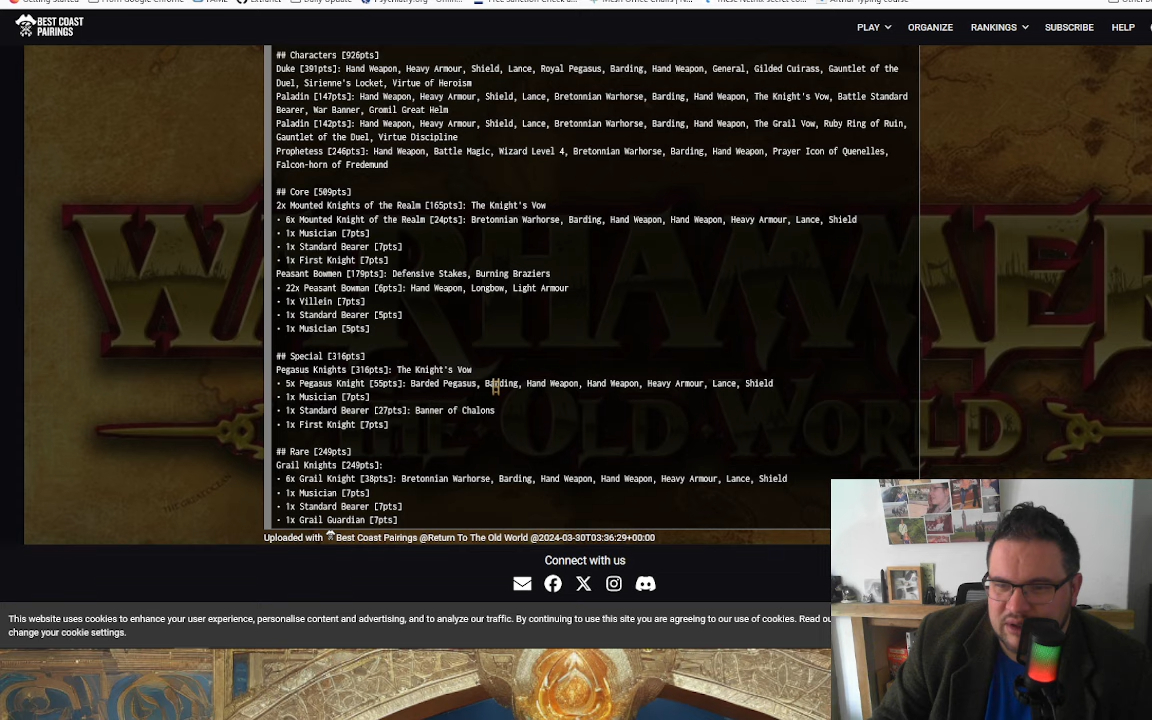 BEST COAST
PAIRINGS
PLAY
ORGANIZE
RANKINGS
SUBSCRIBE
HELP
## Characters [926pts]
Duke [391pts]: Hand Weapon, Heavy Armour, Shield, Lance, Royal Pegasus, Barding, Hand Weapon, General, Gilded Cuirass, Gauntlet of the
Duel, Sirienne's Locket, Virtue of Heroism
Paladin [147pts]: Hand Weapon, Heavy Armour, Shield, Lance, Bretonnian Warhorse, Barding, Hand Weapon, The Knight's Vow, Battle Standard
Bearer, War Banner, Gromil Great Helm
Paladin [142pts]: Hand Weapon, Heavy Armour, Shield, Lance, Bretonnian Warhorse, Barding, Hand Weapon, The Grail Vow, Ruby Ring of Ruin,
Gauntlet of the Duel, Virtue Discipline
Prophetess [246pts]: Hand Weapon, Battle Magic, Wizard Level 4, Bretonnian Warhorse, Barding, Hand Weapon, Prayer Icon of Quenelles,
Falcon-horn of Fredemund
## Core [509pts]
2x Mounted Knights of the Realm [165pts]: The Knight's Vow
• 6x Mounted Knight of the Realm [24pts]: Bretonnian Warhorse, Barding, Hand Weapon, Hand Weapon, Heavy Armour, Lance, Shield
• 1x Musician [7pts]
• 1x Standard Bearer [7pts]
• 1x First Knight [7pts]
Peasant Bowmen [179pts]: Defensive Stakes, Burning Braziers
• 22x Peasant Bowman [6pts]: Hand Weapon, Longbow, Light Armour
• 1x Villein [7pts]
• 1x Standard Bearer [5pts]
• 1x Musician [5pts]
## Special [316pts]
Pegasus Knights [316pts]: The Knight's Vow
• 5x Pegasus Knight [55pts]: Barded Pegasus, Barding, Hand Weapon, Hand Weapon, Heavy Armour, Lance, Shield
• 1x Musician [7pts]
• 1x Standard Bearer [27pts]: Banner of Chalons
• 1x First Knight [7pts]
## Rare [249pts]
Grail Knights [249pts]:
• 6x Grail Knight [38pts]: Bretonnian Warhorse, Barding, Hand Weapon, Hand Weapon, Heavy Armour, Lance, Shield
• 1x Musician [7pts]
• 1x Standard Bearer [7pts]
• 1x Grail Guardian [7pts]
Uploaded with Best Coast Pairings @Return To The Old World @2024-03-30T03:36:29+00:00
Connect with us
This website uses cookies to enhance your user experience, personalise content and advertising, and to analyze our traffic. By continuing to use this site you are agreeing to our use of cookies. Read
change your cookie settings.
WARHAMMER
THE OLD WORLD